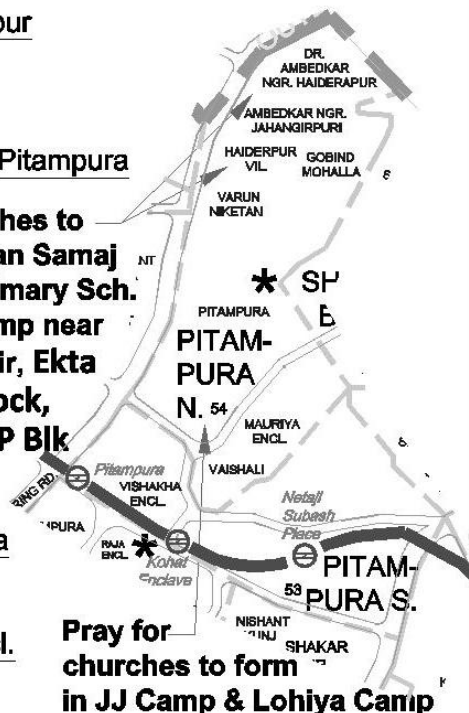 DR.
AMBEDKAR
NGR. HAIDERAPUR
AMBEDKAR NGR.
JAHANGIRPURI
Pitampura
HAIDERPUR
VIL.
GOBIND
MOHALLA
VARUN
NIKETAN
hes to
an Samaj
NT
mary Sch.
mp near
ir, Ekta
ock,
P Blk
*
PITAMPURA
PITAM-
PURA
N. 54
MAURIYA
ENCL.
VAISHALI
Pitampura
VISHAKHA
ENCL.
RING RD.
Netaji
Subash
Place
RAJA
ENCL.
*
Kohat
Enclave
PITAM-
53 PURA S.
NISHANT
KUNJ
SHAKAR
Pray for
churches to form
in JJ Camp & Lohiya Camp